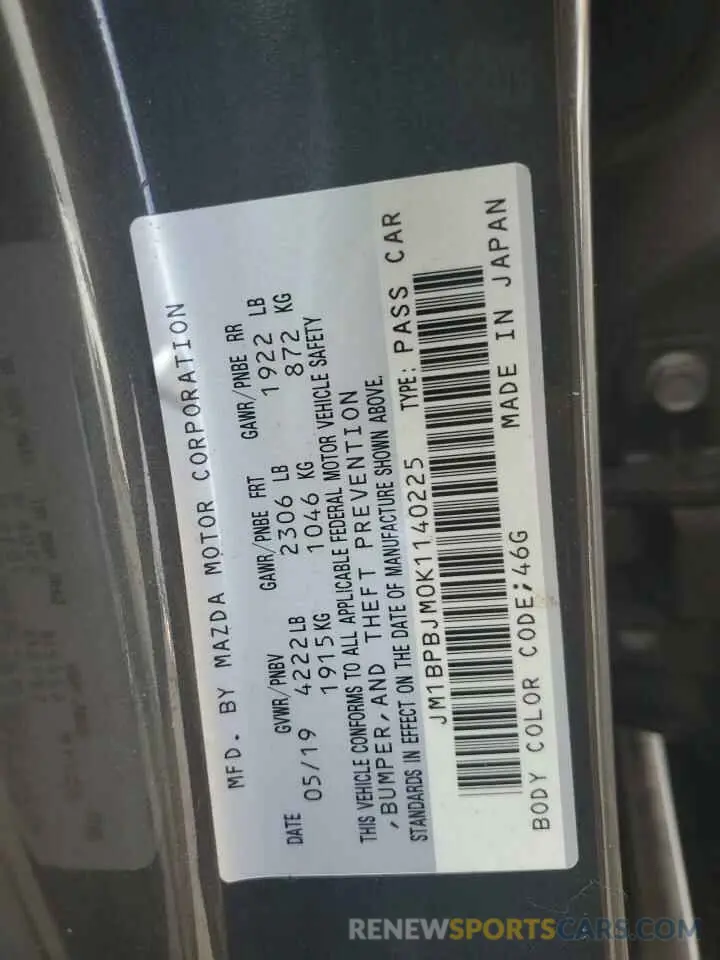 MFD. BY MAZDA MOTOR CORPORATION
DATE GVWR/PNBV GAWR/PNBE FRT GAWR/PNBE RR
05/19 4222LB 2306 LB 1922 LB
1915KG 1046 KG 872 KG
THIS VEHICLE CONFORMS TO ALL APPLICABLE FEDERAL MOTOR VEHICLE SAFETY
,BUMPER,AND THEFT PREVENTION
STANDARDS IN EFFECT ON THE DATE OF MANUFACTURE SHOWN ABOVE.
JM1BPBJM0K1140225 TYPE: PASS CAR
BODY COLOR CODE:46G MADE IN JAPAN
RENEWSPORTSCARS.COM